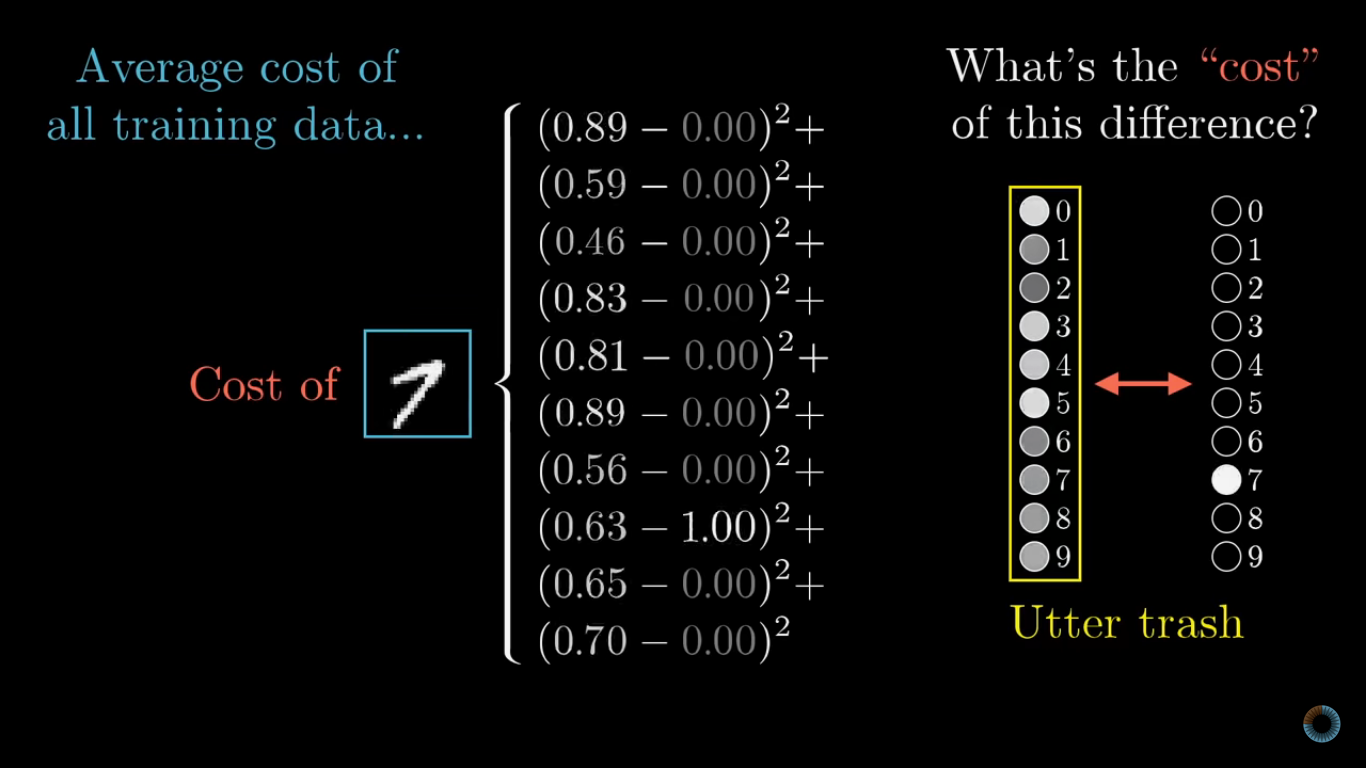 Average cost of
all training data...
What's the “cost”
of this difference?
Cost of
(0.89 − 0.00)²+
(0.59 − 0.00)²+
(0.46 − 0.00)²+
(0.83 − 0.00)²+
(0.81 − 0.00)²+
(0.89 − 0.00)²+
(0.56 − 0.00)²+
(0.63 − 1.00)²+
(0.65 − 0.00)²+
(0.70 − 0.00)²
7
0
1
2
3
4
5
6
7
8
9
0
1
2
3
4
5
6
7
8
9
Utter trash